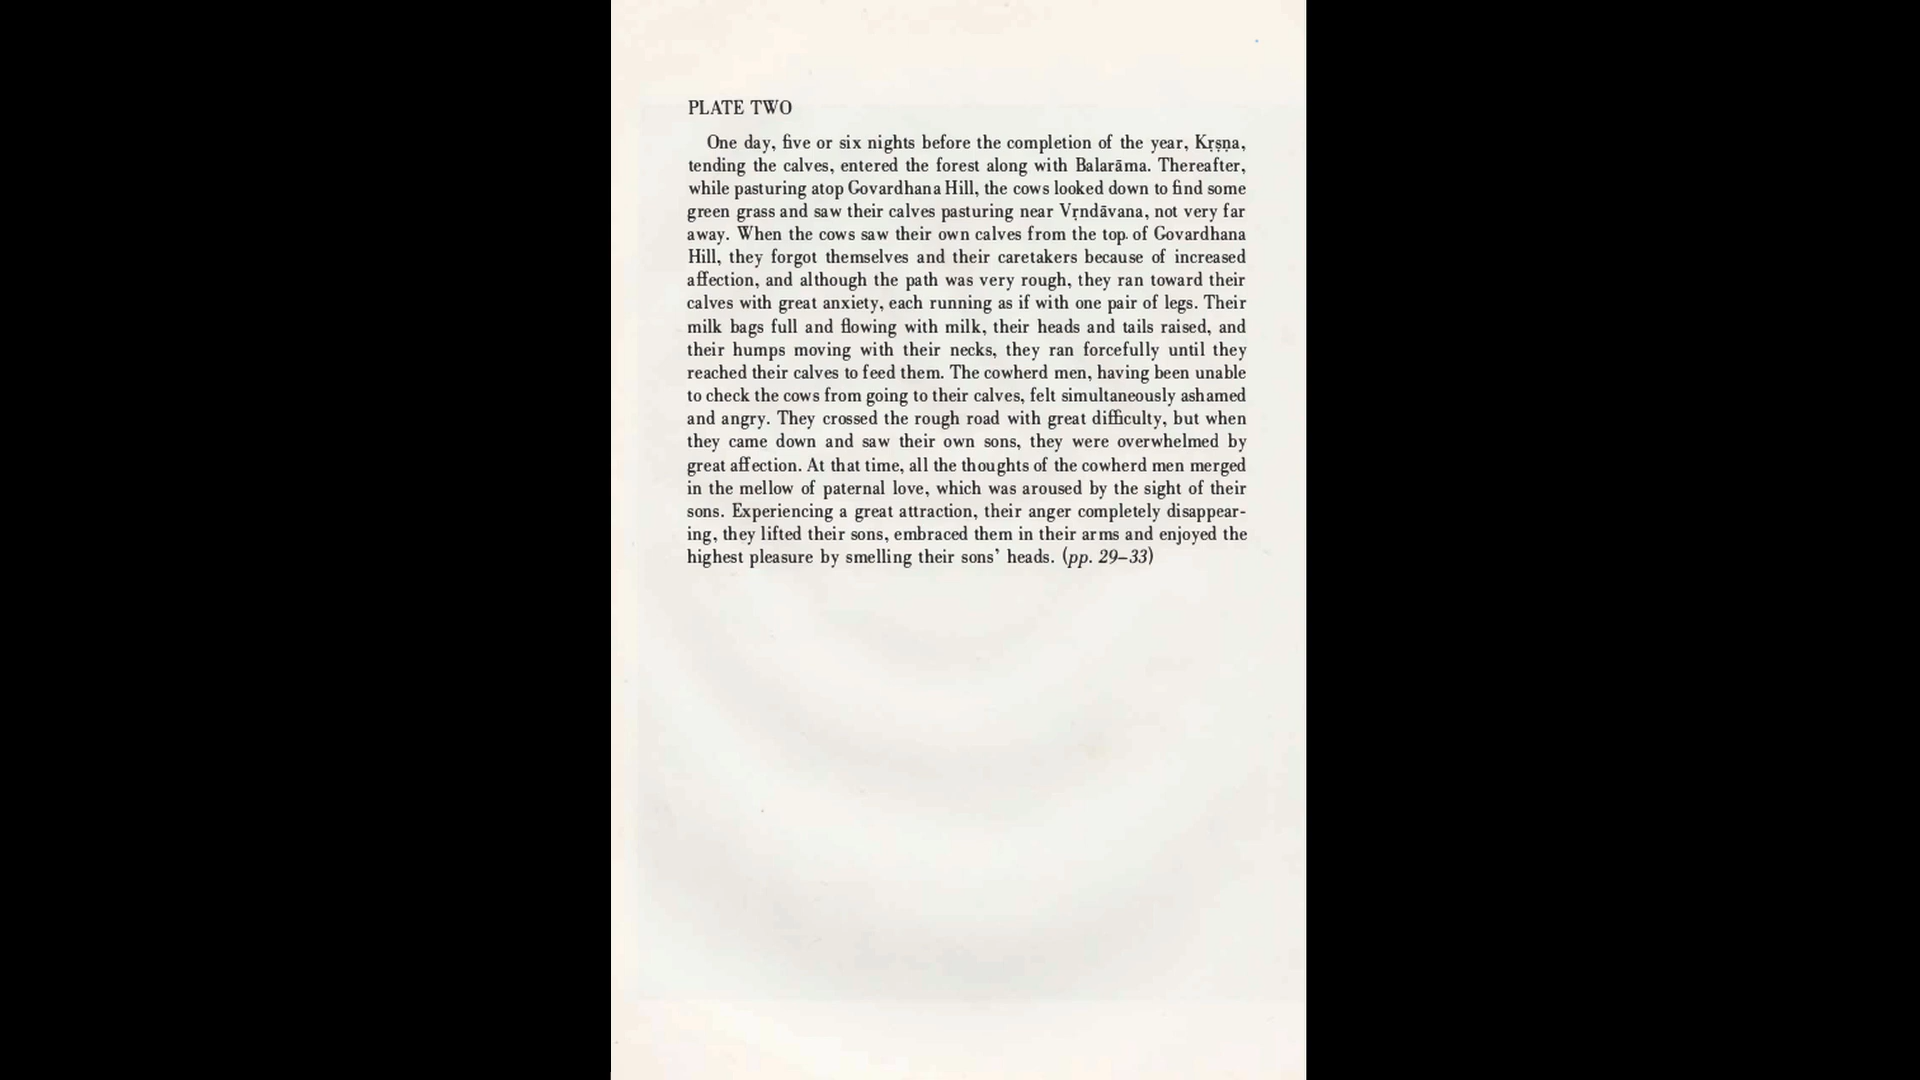 PLATE TWO
One day, five or six nights before the completion of the year, Kṛṣṇa,
tending the calves, entered the forest along with Balarāma. Thereafter,
while pasturing atop Govardhana Hill, the cows looked down to find some
green grass and saw their calves pasturing near Vṛndāvana, not very far
away. When the cows saw their own calves from the top of Govardhana
Hill, they forgot themselves and their caretakers because of increased
affection, and although the path was very rough, they ran toward their
calves with great anxiety, each running as if with one pair of legs. Their
milk bags full and flowing with milk, their heads and tails raised, and
their humps moving with their necks, they ran forcefully until they
reached their calves to feed them. The cowherd men, having been unable
to check the cows from going to their calves, felt simultaneously ashamed
and angry. They crossed the rough road with great difficulty, but when
they came down and saw their own sons, they were overwhelmed by
great affection. At that time, all the thoughts of the cowherd men merged
in the mellow of paternal love, which was aroused by the sight of their
sons. Experiencing a great attraction, their anger completely disappear-
ing, they lifted their sons, embraced them in their arms and enjoyed the
highest pleasure by smelling their sons’ heads. (pp. 29–33)